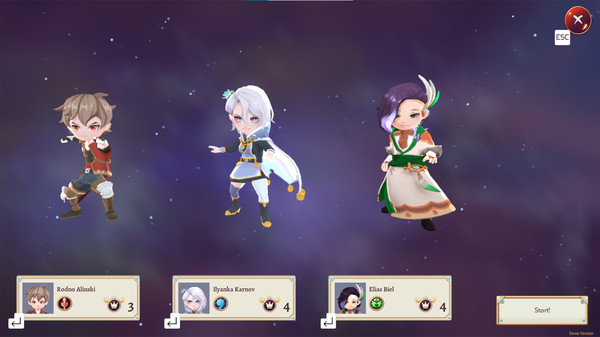 ESC
Rodno Alinski
3
Ilyanka Karnov
4
Elias Biel
4
Start!
Demo Version